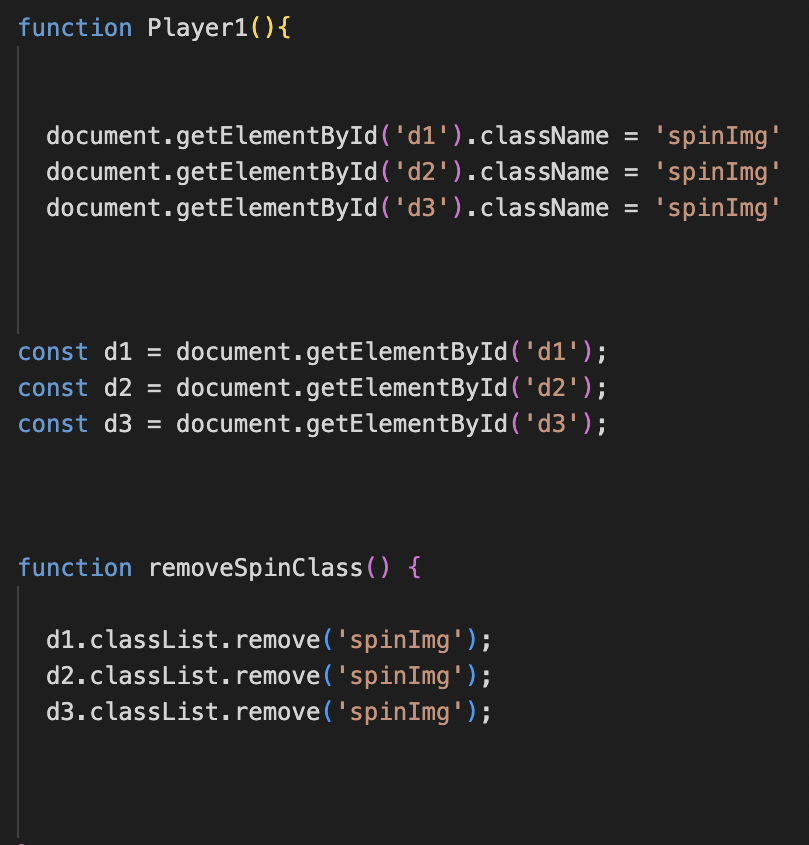 function Player1(){
document.getElementById('d1').className = 'spinImg'
document.getElementById('d2').className = 'spinImg'
document.getElementById('d3').className = 'spinImg'
const d1 = document.getElementById('d1');
const d2 = document.getElementById('d2');
const d3 = document.getElementById('d3');
function removeSpinClass() {
d1.classList.remove('spinImg');
d2.classList.remove('spinImg');
d3.classList.remove('spinImg');